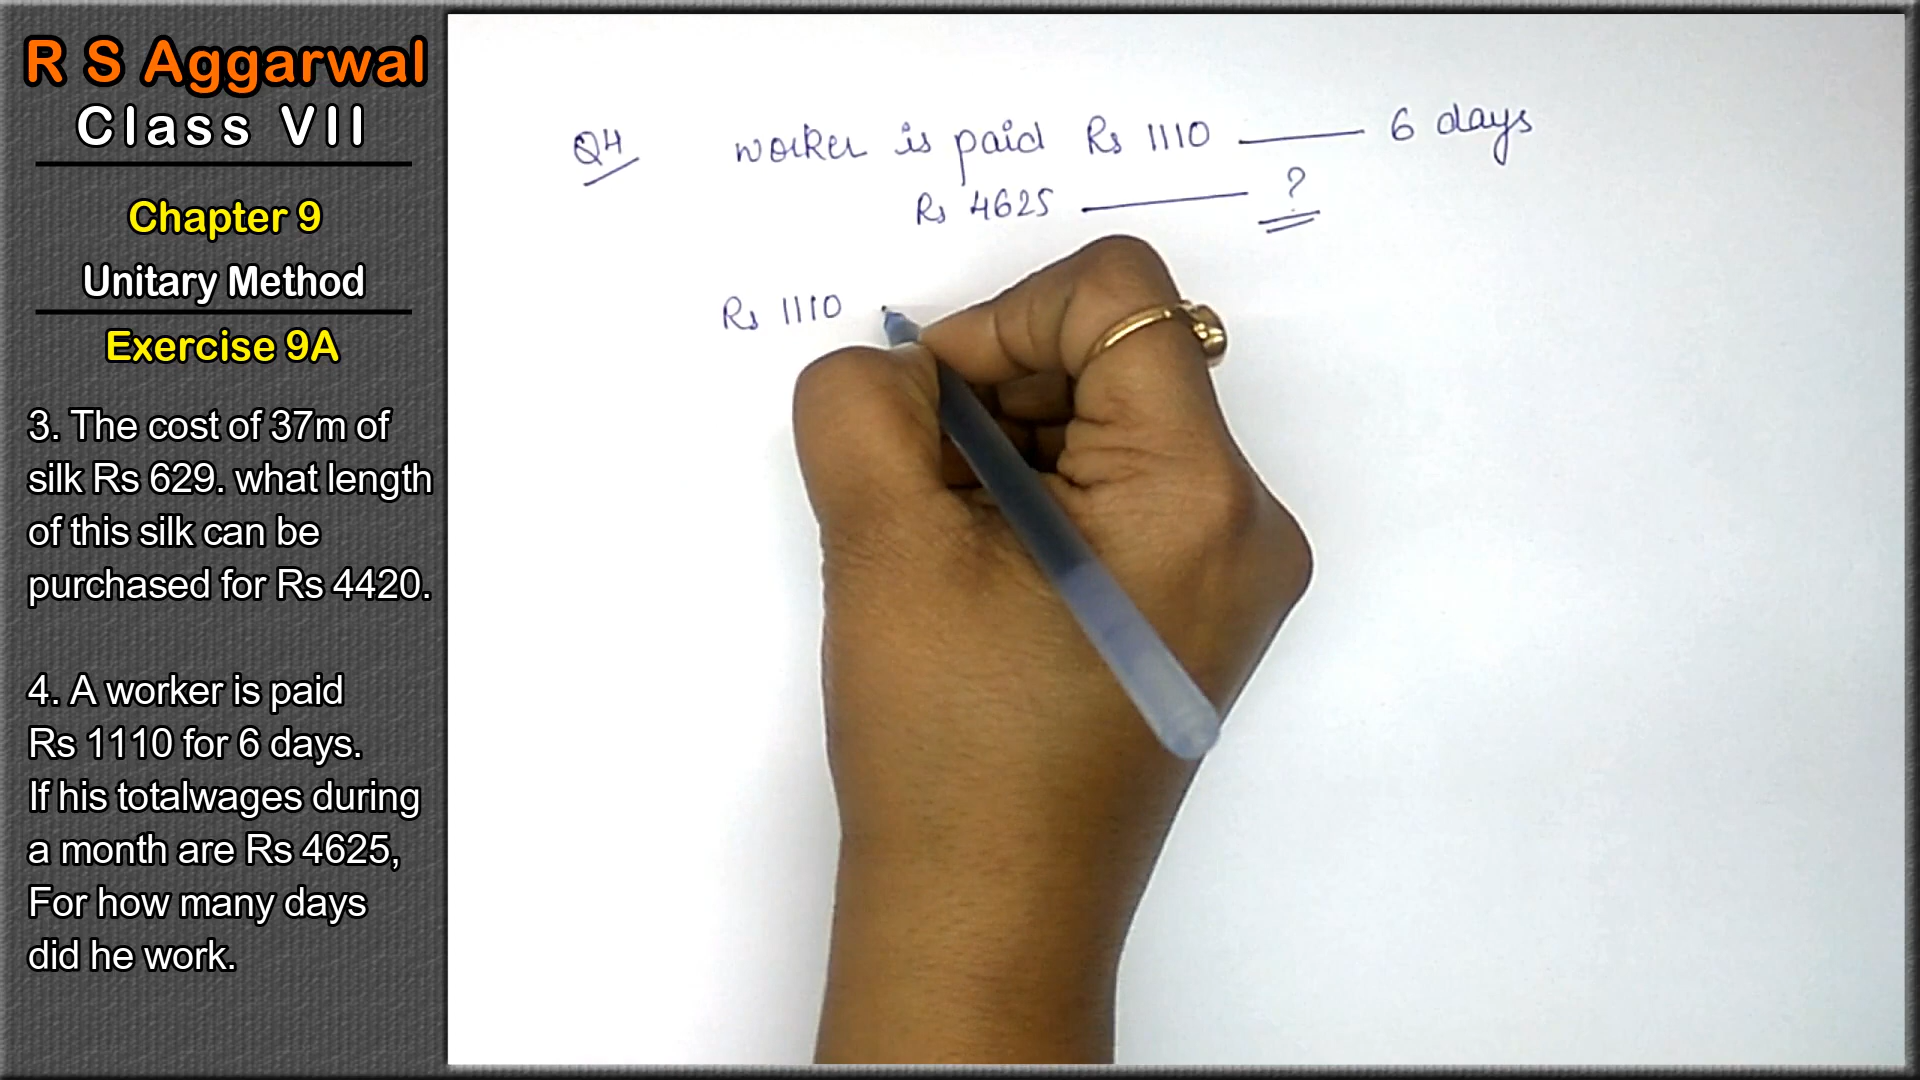 R S Aggarwal
Class VII
Chapter 9
Unitary Method
Exercise 9A
3. The cost of 37m of
silk Rs 629. what length
of this silk can be
purchased for Rs 4420.
4. A worker is paid
Rs 1110 for 6 days.
If his totalwages during
a month are Rs 4625,
For how many days
did he work.
Q4 worker is paid Rs 1110 —— 6 days
Rs 4625 —— ?
Rs 1110